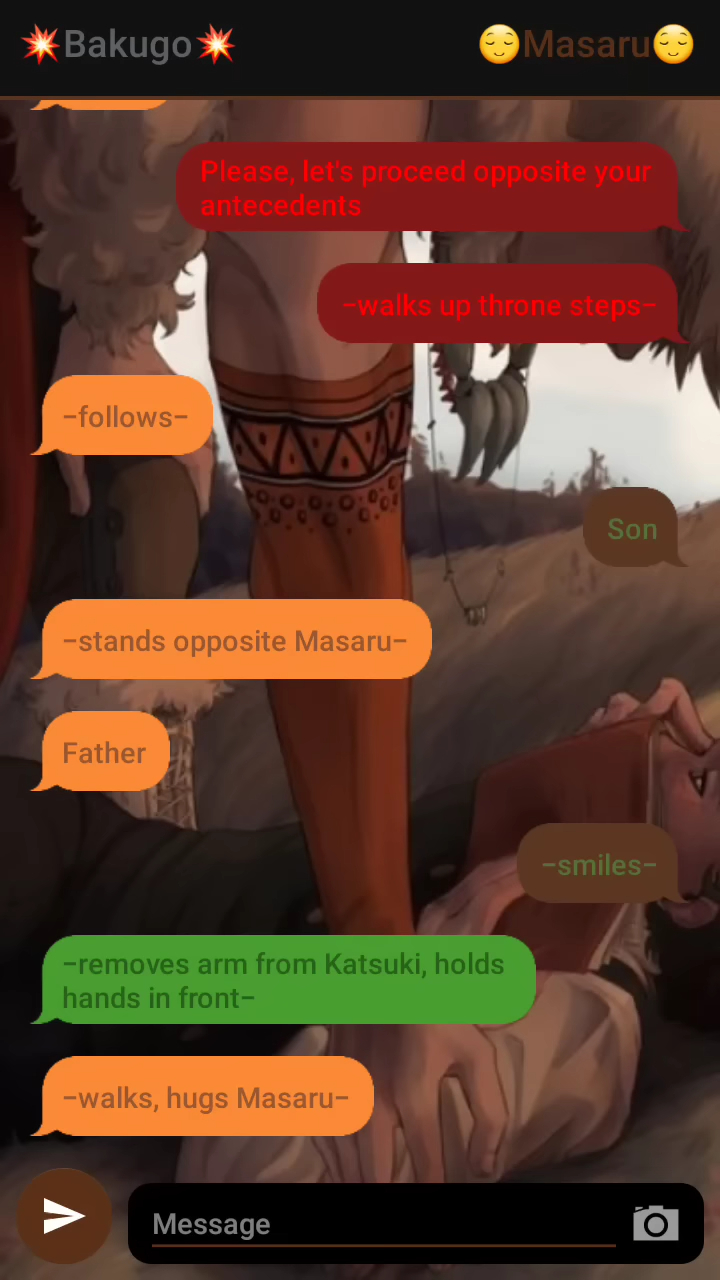 💥Bakugo💥
😌Masaru😌
Please, let's proceed opposite your
antecedents
–walks up throne steps–
–follows–
Son
–stands opposite Masaru–
Father
–smiles–
–removes arm from Katsuki, holds
hands in front–
–walks, hugs Masaru–
Message